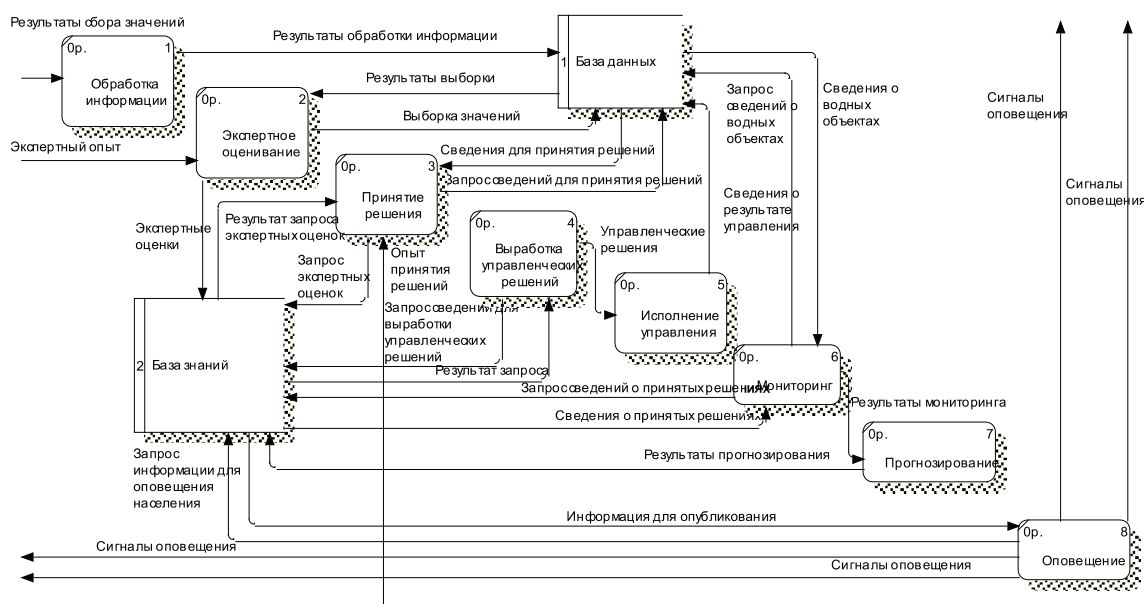 Результаты сбора значений
0р.
1
Обработка
информации
Результаты обработки информации
1
База данных
Результаты выборки
0р.
2
Экспертное
оценивание
Выборка значений
Экспертный опыт
Запрос
сведений о
водных
объектах
Сведения о
водных
объектах
Сигналы
оповещения
Сведения для принятия решений
0р.
3
Принятие
решения
Запрос сведений для принятия решений
Сигналы
оповещения
Экспертные
оценки
Результат запроса
экспертных оценок
Сведения о
результате
управления
0р.
4
Выработка
управленческих
решений
Управленческие
решения
Запрос
экспертных
оценок
Опыт
принятия
решений
0р.
5
Исполнение
управления
Запрос сведений для
выработки
управленческих
решений
2
База знаний
Результат запроса
0р.
6
Мониторинг
Запрос сведений о принятых решениях
Сведения о принятых решениях
Результаты мониторинга
0р.
7
Прогнозирование
Результаты прогнозирования
Запрос
информации для
оповещения
населения
Информация для опубликования
0р.
8
Оповещение
Сигналы оповещения
Сигналы оповещения